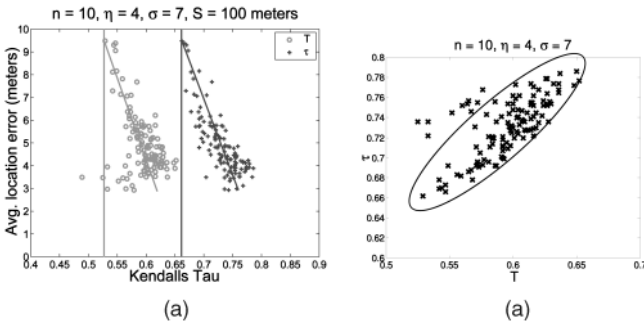 n = 10, η = 4, σ = 7, S = 100 meters
Avg. location error (meters)
10
9
8
7
6
5
4
3
2
1
0
T
τ
0.4 0.45 0.5 0.55 0.6 0.65 0.7 0.75 0.8 0.85 0.9
Kendalls Tau
(a)
n = 10, η = 4, σ = 7
τ
0.8
0.78
0.76
0.74
0.72
0.7
0.68
0.66
0.64
0.62
0.6
0.5 0.55 0.6 0.65 0.7
T
(a)